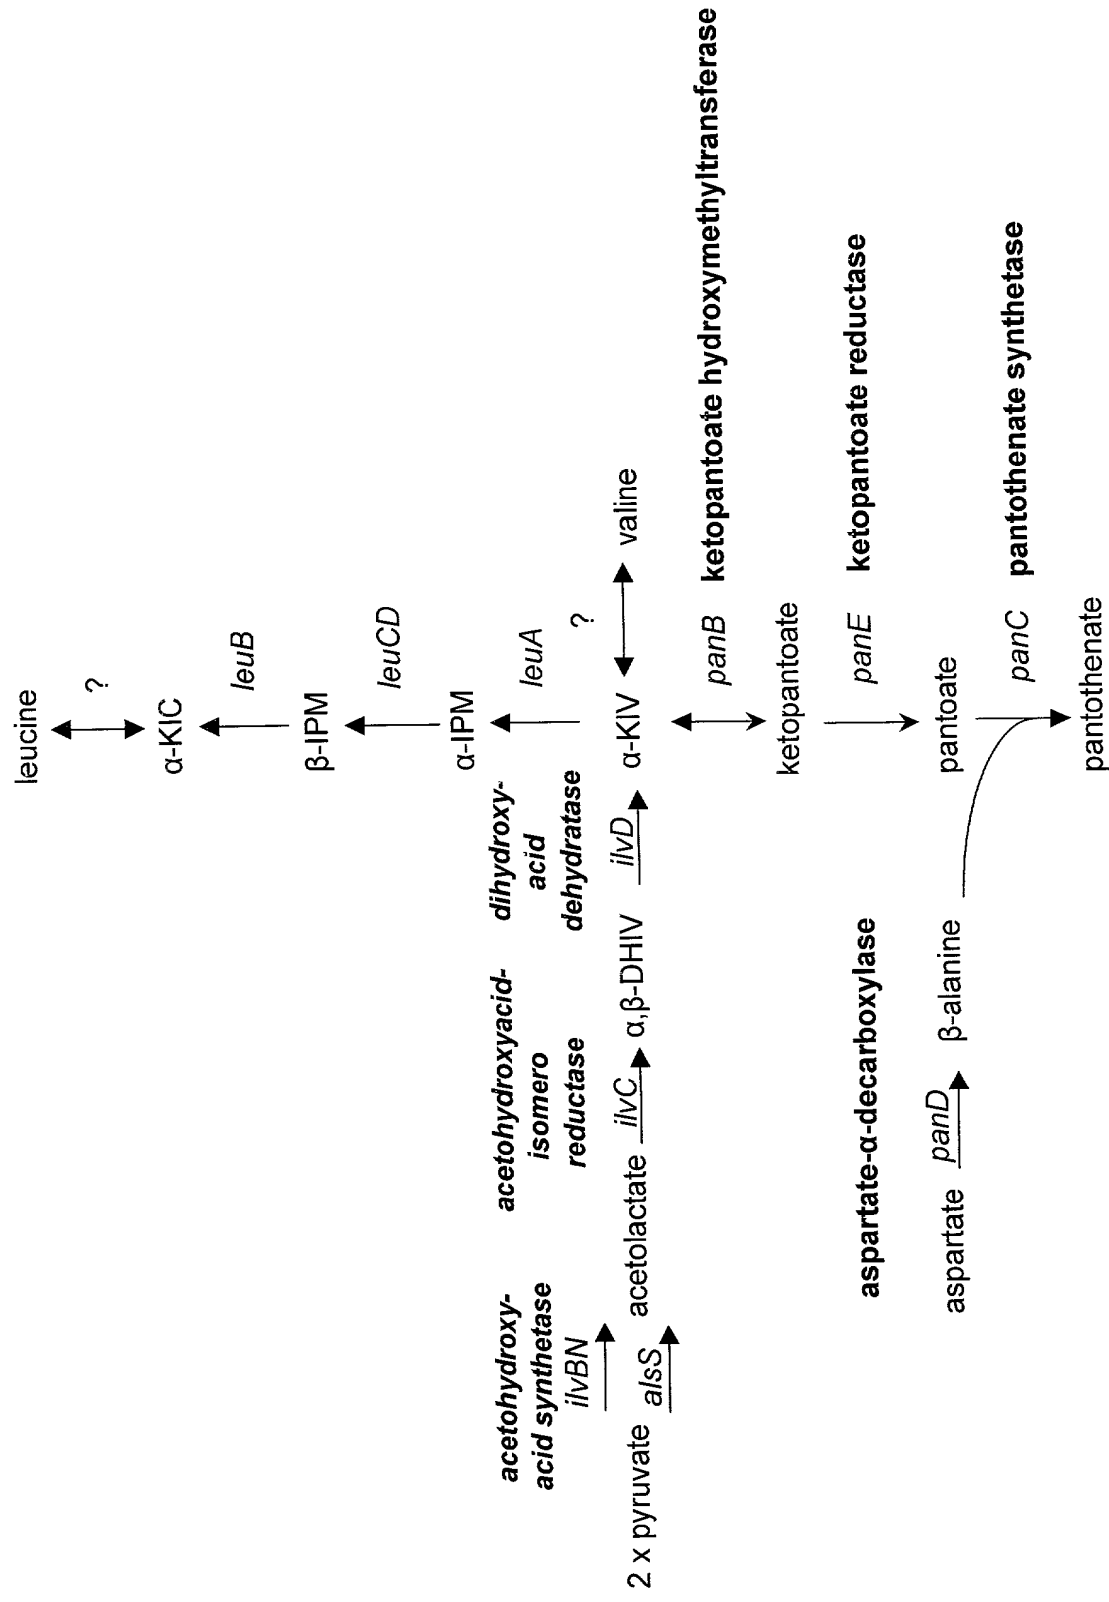 leucine
?
α-KIC
leuB
β-IPM
leuCD
α-IPM
leuA
acetohydroxy-
acid synthetase
ilvBN
acetohydroxyacid-
isomero
reductase
dihydroxy-
acid
dehydratase
?
2 x pyruvate
alsS
acetolactate
ilvC
α,β-DHIV
ilvD
α-KIV
valine
panB
ketopantoate hydroxymethyltransferase
ketopantoate
aspartate-α-decarboxylase
panE
ketopantoate reductase
aspartate
panD
β-alanine
pantoate
panC
pantothenate synthetase
pantothenate